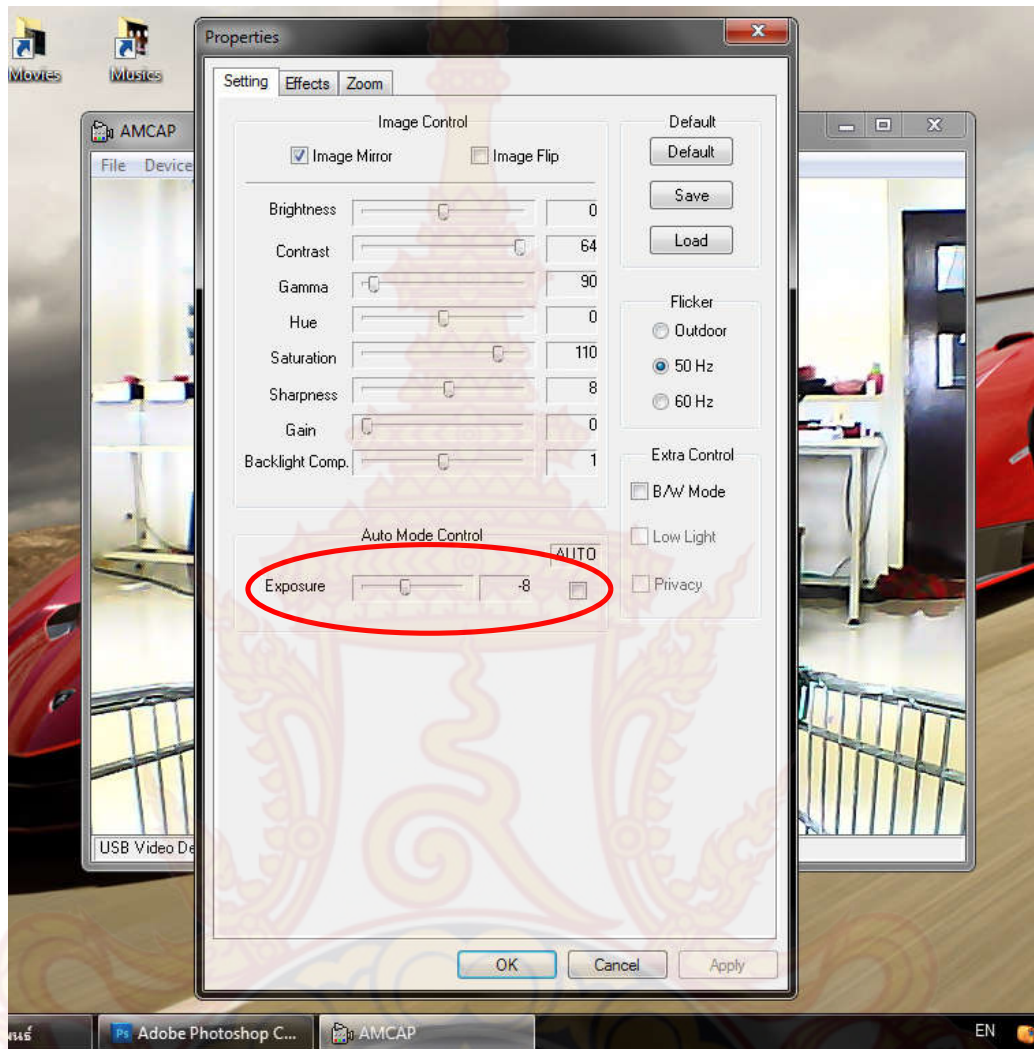 Movies
Musics
Properties
Setting Effects Zoom
AMCAP
File Device
Image Control
Image Mirror Image Flip
Brightness 0
Contrast 64
Gamma 90
Hue 0
Saturation 110
Sharpness 8
Gain 0
Backlight Comp. 1
Default
Default
Save
Load
Flicker
Outdoor
50 Hz
60 Hz
Extra Control
B/W Mode
Low Light
Privacy
Auto Mode Control
AUTO
Exposure -8
USB Video De
OK Cancel Apply
Ps Adobe Photoshop C... AMCAP EN